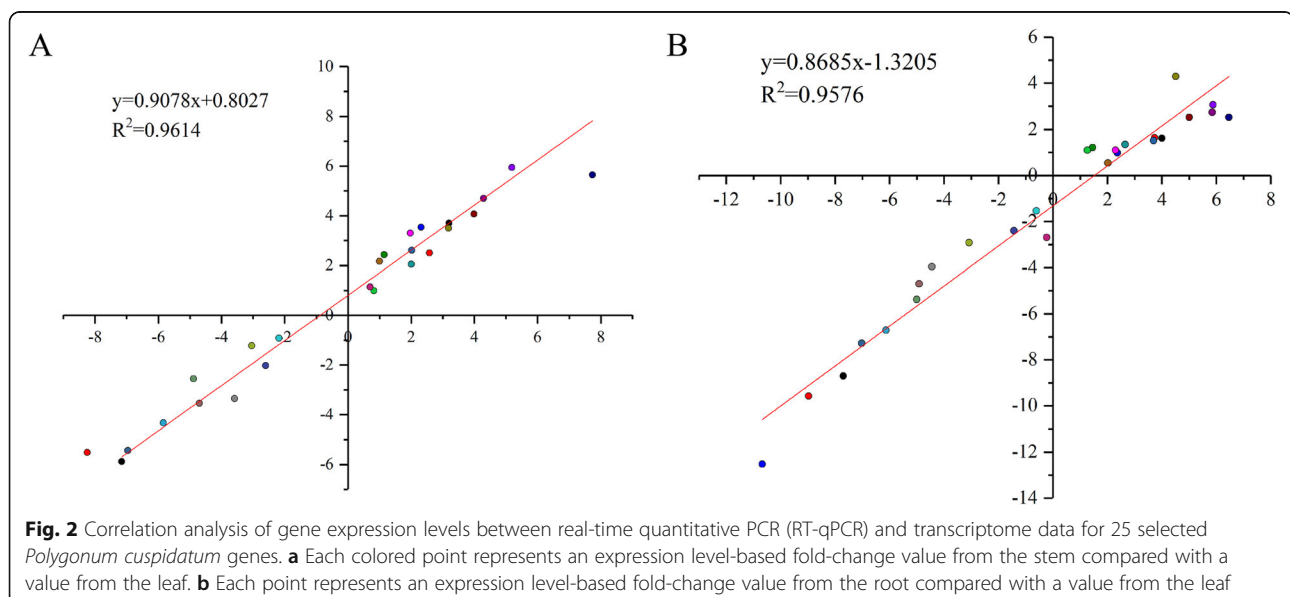 A
y=0.9078x+0.8027
R²=0.9614
10
8
6
4
2
0
-2
-4
-6
-8 -6 -4 -2 0 2 4 6 8
B
y=0.8685x-1.3205
R²=0.9576
6
4
2
0
-2
-4
-6
-8
-10
-12
-14
-12 -10 -8 -6 -4 -2 0 2 4 6 8
Fig. 2 Correlation analysis of gene expression levels between real-time quantitative PCR (RT-qPCR) and transcriptome data for 25 selected
Polygonum cuspidatum genes. a Each colored point represents an expression level-based fold-change value from the stem compared with a
value from the leaf. b Each point represents an expression level-based fold-change value from the root compared with a value from the leaf